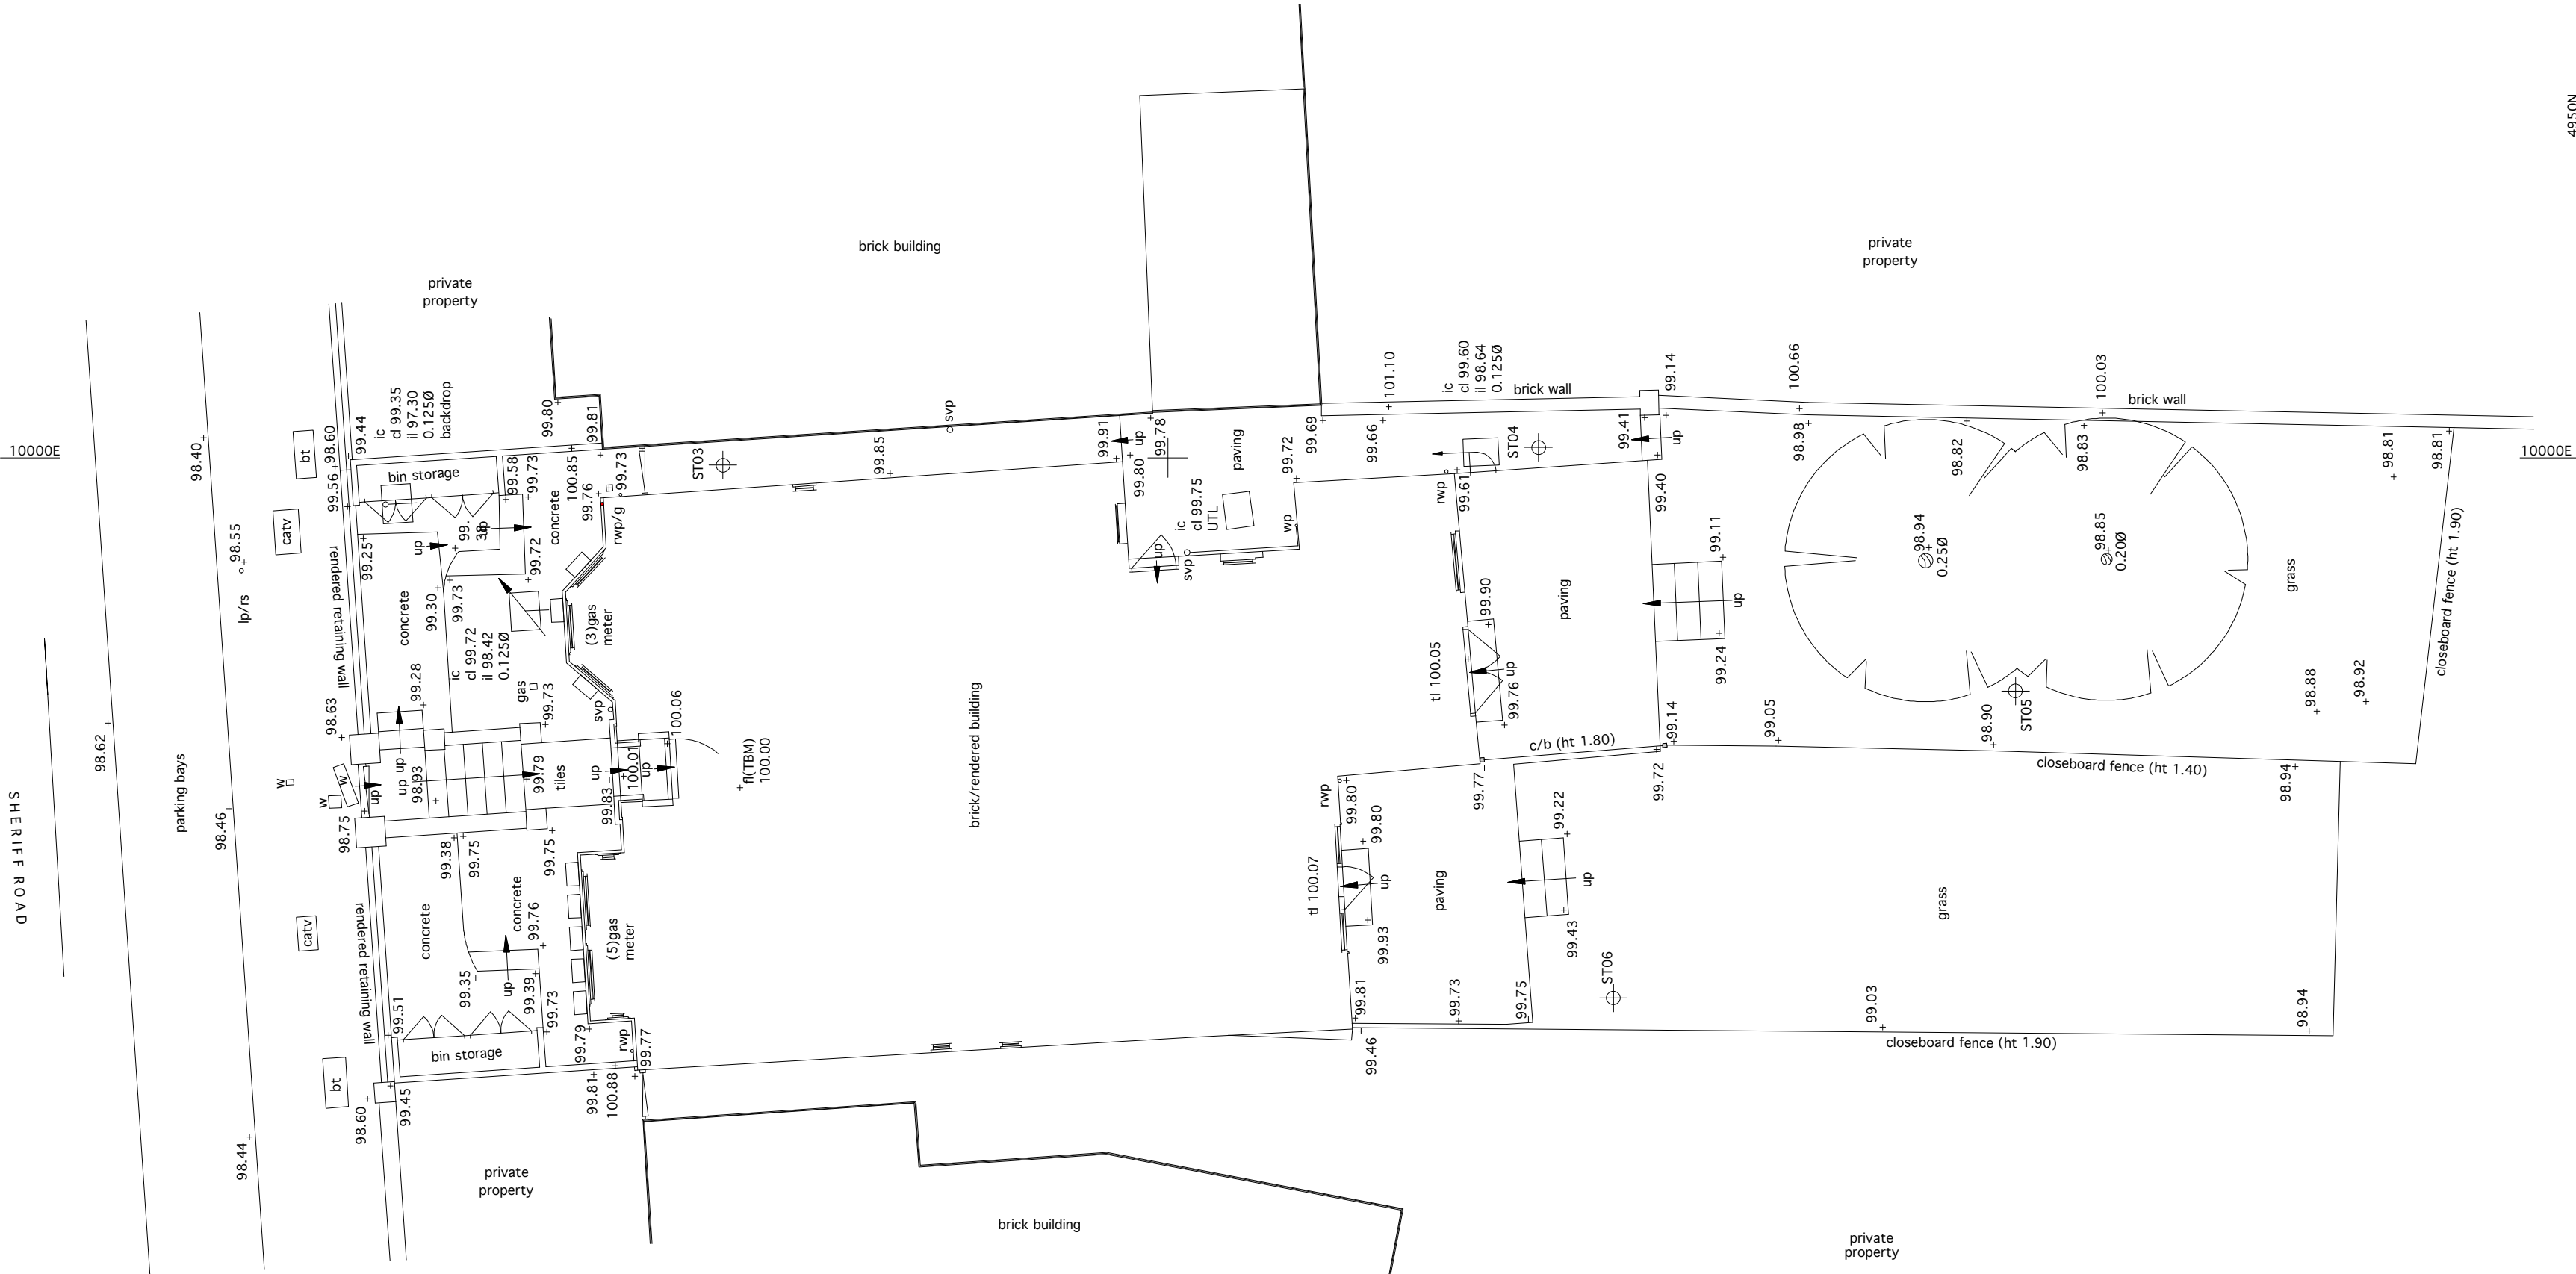 4950N
10000E
10000E
SHERIFF ROAD
parking bays
98.40
98.55
lp/rs
98.62
98.46
98.44
bt
catv
w
w
w
catv
bt
98.60
99.56
99.44
ic
cl 99.35
il 97.30
0.125Ø
backdrop
private
property
brick building
private
property
bin storage
99.58
99.73
99.80
99.81
100.85
99.76
99.73
concrete
rwp/g
ST03
99.25
up
99.
38
up
99.72
rendered retaining wall
concrete
99.30
99.73
ic
cl 99.72
il 98.42
0.125Ø
(3)gas
meter
99.28
gas
99.73
svp
98.63
up
up
98.93
dn
98.75
99.79
tiles
up
99.83
100.01
up
100.06
fl(TBM)
100.00
99.38
99.75
99.75
concrete
concrete
99.76
(5)gas
meter
99.35
up
99.39
99.73
99.51
rendered retaining wall
bin storage
99.79
rwp
99.77
99.81
100.88
98.60
99.45
private
property
brick/rendered building
brick building
svp
99.85
99.91
up
99.78
99.80
paving
ic
cl 99.75
UTL
up
svp
wp
99.72
99.69
99.66
101.10
ic
cl 99.60
il 98.64
0.125Ø
brick wall
ST04
rwp
99.61
99.41
up
99.14
99.40
100.66
98.98
98.82
100.03
98.83
brick wall
98.81
98.81
99.90
paving
tl 100.05
up
99.76
99.11
up
99.24
98.94
0.25Ø
98.85
0.20Ø
grass
closeboard fence (ht 1.90)
98.88
98.92
99.14
99.05
98.90
ST05
c/b (ht 1.80)
99.77
99.72
closeboard fence (ht 1.40)
98.94
rwp
99.80
99.80
tl 100.07
up
99.93
paving
99.22
up
99.43
grass
ST06
99.81
99.73
99.75
99.46
99.03
98.94
closeboard fence (ht 1.90)
private
property